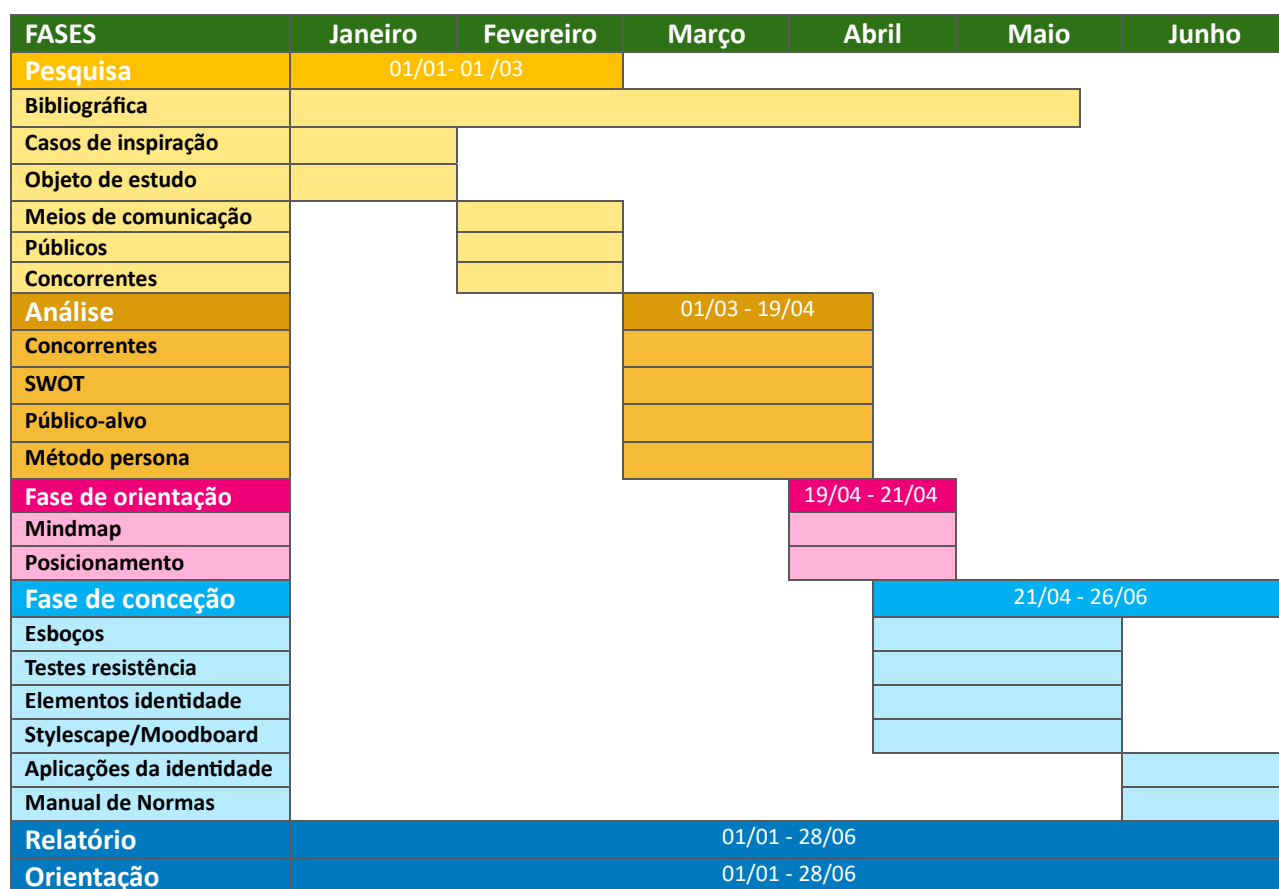 FASES Janeiro Fevereiro Março Abril Maio Junho
Pesquisa 01/01- 01 /03
Bibliográfica
Casos de inspiração
Objeto de estudo
Meios de comunicação
Públicos
Concorrentes
Análise 01/03 - 19/04
Concorrentes
SWOT
Público-alvo
Método persona
Fase de orientação 19/04 - 21/04
Mindmap
Posicionamento
Fase de conceção 21/04 - 26/06
Esboços
Testes resistência
Elementos identidade
Stylescape/Moodboard
Aplicações da identidade
Manual de Normas
Relatório 01/01 - 28/06
Orientação 01/01 - 28/06